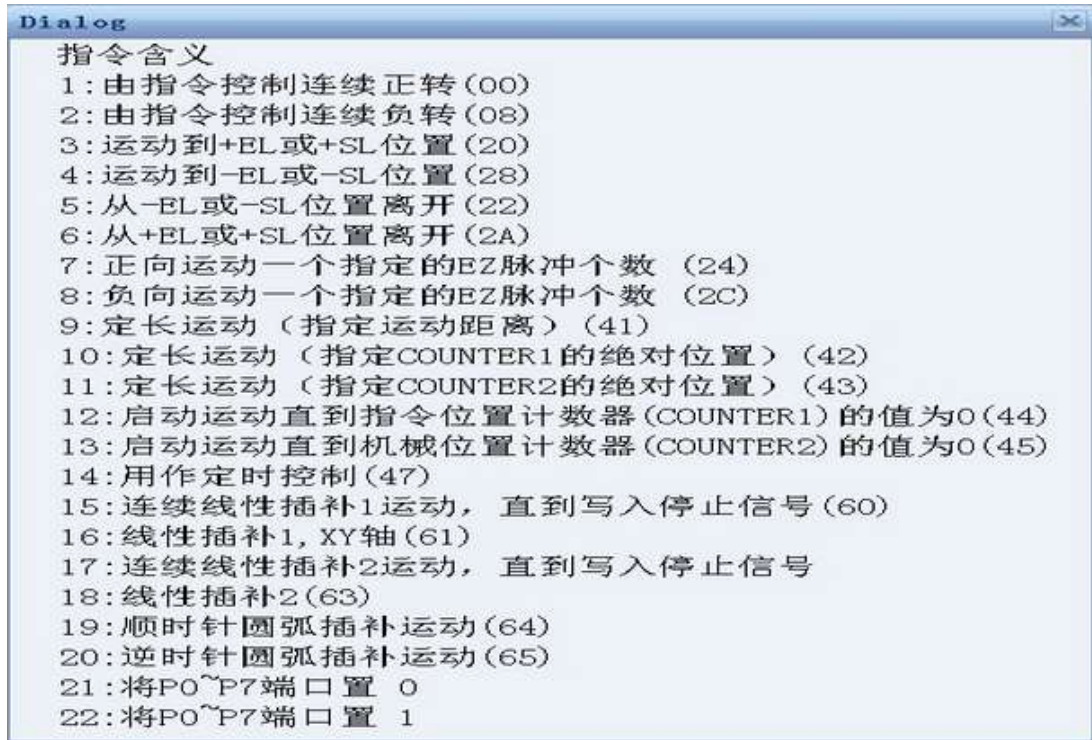 Dialog
指令含义
1:由指令控制连续正转(00)
2:由指令控制连续负转(08)
3:运动到+EL或+SL位置(20)
4:运动到-EL或-SL位置(28)
5:从-EL或-SL位置离开(22)
6:从+EL或+SL位置离开(2A)
7:正向运动一个指定的EZ脉冲个数 (24)
8:负向运动一个指定的EZ脉冲个数 (2C)
9:定长运动（指定运动距离）(41)
10:定长运动（指定COUNTER1的绝对位置）(42)
11:定长运动（指定COUNTER2的绝对位置）(43)
12:启动运动直到指令位置计数器(COUNTER1)的值为0(44)
13:启动运动直到机械位置计数器(COUNTER2)的值为0(45)
14:用作定时控制(47)
15:连续线性插补1运动，直到写入停止信号(60)
16:线性插补1,XY轴(61)
17:连续线性插补2运动，直到写入停止信号
18:线性插补2(63)
19:顺时针圆弧插补运动(64)
20:逆时针圆弧插补运动(65)
21:将P0~P7端口置 0
22:将P0~P7端口置 1